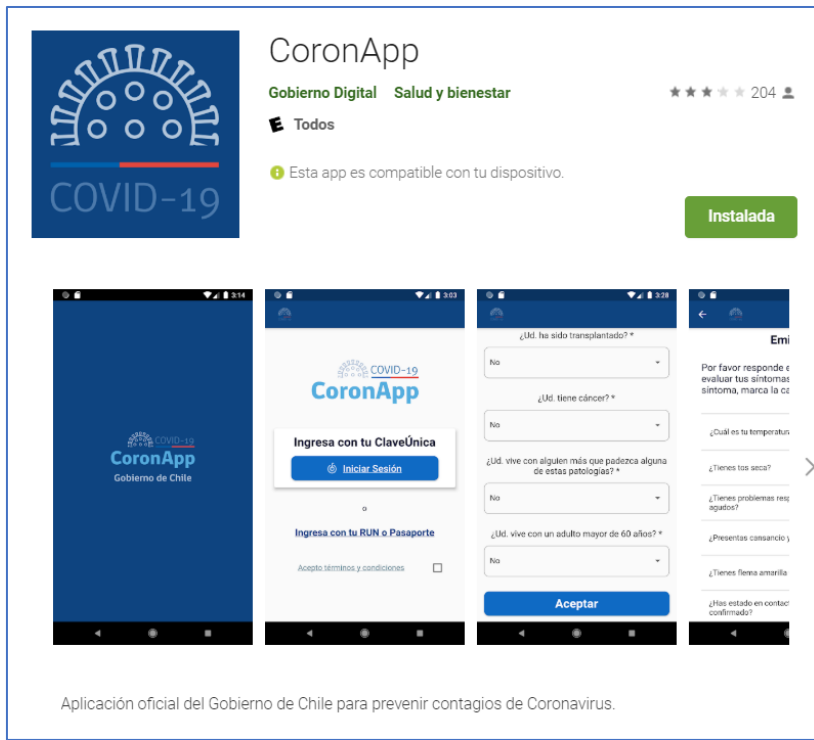 CoronApp
Gobierno Digital Salud y bienestar
204
E Todos
Esta app es compatible con tu dispositivo.
COVID-19
Instalada
3:14
COVID-19
CoronApp
Gobierno de Chile
3:03
COVID-19
CoronApp
Ingresa con tu ClaveÚnica
Iniciar Sesión
o
Ingresa con tu RUN o Pasaporte
Acepto términos y condiciones
3:28
¿Ud. ha sido transplantado? *
No
¿Ud. tiene cáncer? *
No
¿Ud. vive con alguien más que padezca alguna
de estas patologías? *
No
¿Ud. vive con un adulto mayor de 60 años? *
No
Aceptar
Emi
Por favor responde e
evaluar tus síntomas
síntoma, marca la ca
¿Cuál es tu temperatu
¿Tienes tos seca?
¿Tienes problemas resp
agudos?
¿Presentas cansancio y
¿Tienes flema amarilla
¿Has estado en contac
confirmado?
Aplicación oficial del Gobierno de Chile para prevenir contagios de Coronavirus.